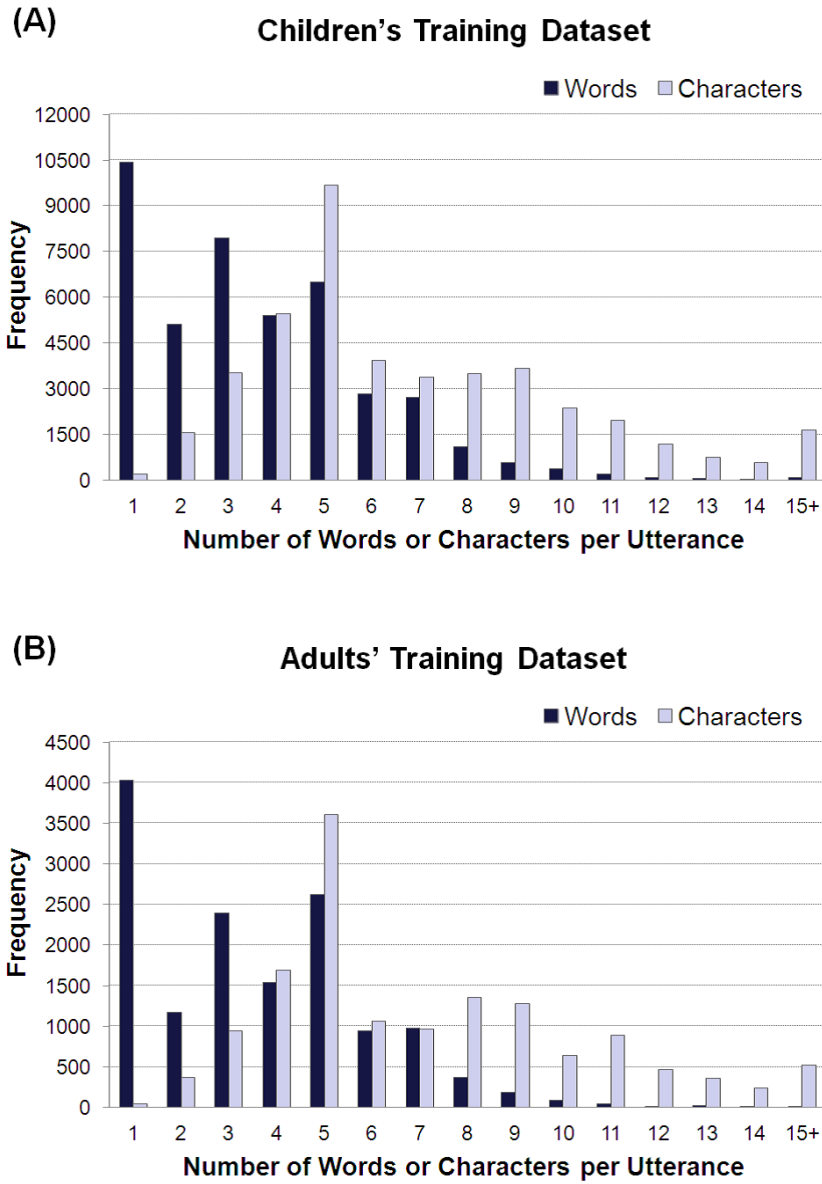 (A)
Children's Training Dataset
Words Characters
12000
10500
9000
7500
6000
4500
3000
1500
0
Frequency
1 2 3 4 5 6 7 8 9 10 11 12 13 14 15+
Number of Words or Characters per Utterance
(B)
Adults' Training Dataset
Words Characters
4500
4000
3500
3000
2500
2000
1500
1000
500
0
Frequency
1 2 3 4 5 6 7 8 9 10 11 12 13 14 15+
Number of Words or Characters per Utterance